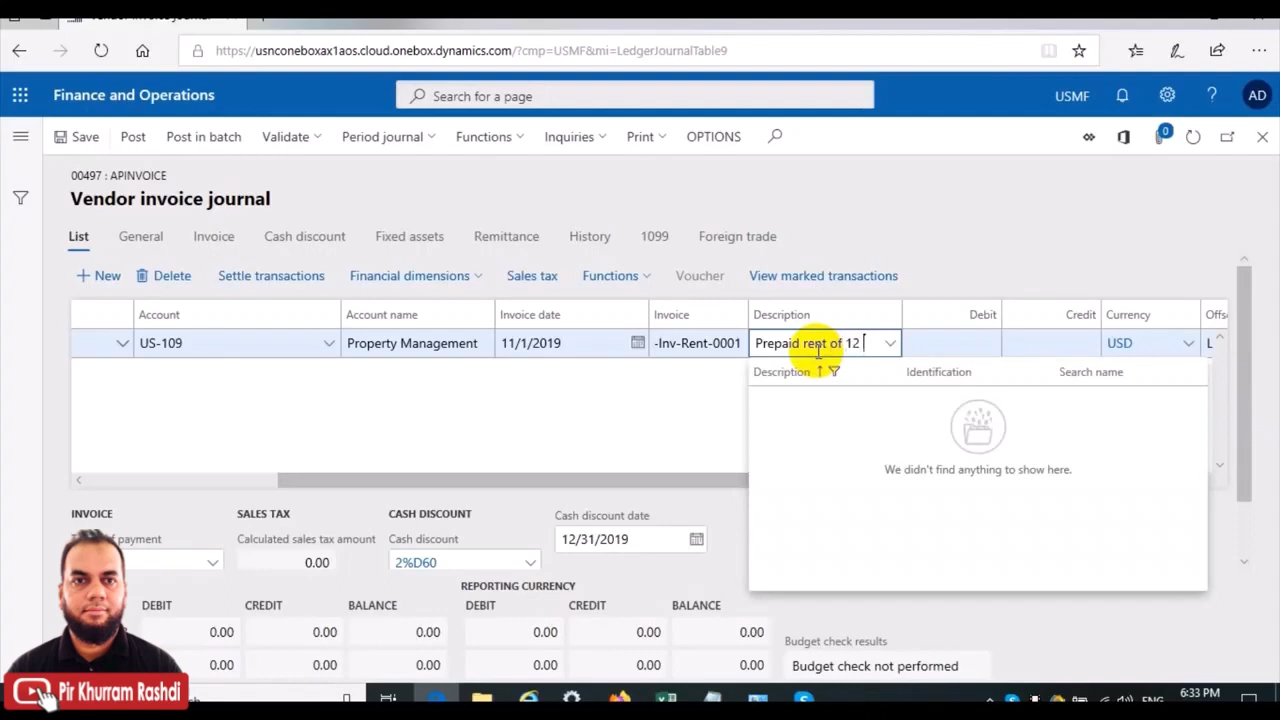 https://usnconeboxax1aos.cloud.onebox.dynamics.com/?cmp=USMF&mi=LedgerJournalTable9
Finance and Operations
Search for a page
USMF
AD
Save Post Post in batch Validate Period journal Functions Inquiries Print OPTIONS
0
00497 : APINVOICE
Vendor invoice journal
List General Invoice Cash discount Fixed assets Remittance History 1099 Foreign trade
New Delete Settle transactions Financial dimensions Sales tax Functions Voucher View marked transactions
Account Account name Invoice date Invoice Description Debit Credit Currency
US-109 Property Management 11/1/2019 -Inv-Rent-0001 Prepaid rent of 12 USD
Description Identification Search name
We didn't find anything to show here.
INVOICE SALES TAX CASH DISCOUNT Cash discount date
payment Calculated sales tax amount Cash discount 12/31/2019
0.00 2%D60
REPORTING CURRENCY
DEBIT CREDIT BALANCE DEBIT CREDIT BALANCE
0.00 0.00 0.00 0.00 0.00 0.00
Budget check results
0.00 0.00 0.00 0.00 0.00 0.00 Budget check not performed
Pir Khurram Rashdi
ENG 6:33 PM